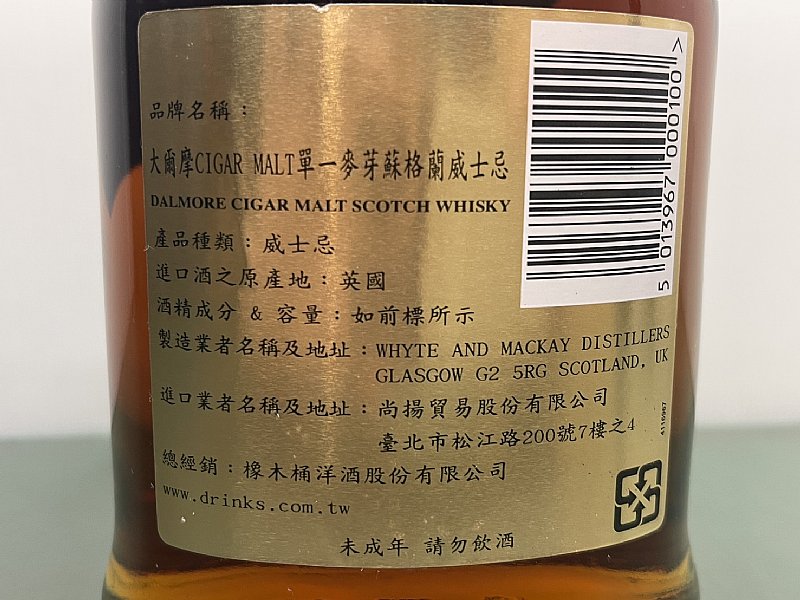 品牌名稱：
大爾摩CIGAR MALT單一麥芽蘇格蘭威士忌
DALMORE CIGAR MALT SCOTCH WHISKY
產品種類：威士忌
進口酒之原產地：英國
酒精成分 & 容量：如前標所示
製造業者名稱及地址：WHYTE AND MACKAY DISTILLERS
GLASGOW G2 5RG SCOTLAND, UK
進口業者名稱及地址：尚揚貿易股份有限公司
臺北市松江路200號7樓之4
總經銷：橡木桶洋酒股份有限公司
www.drinks.com.tw
未成年 請勿飲酒
5 013967 000100 >